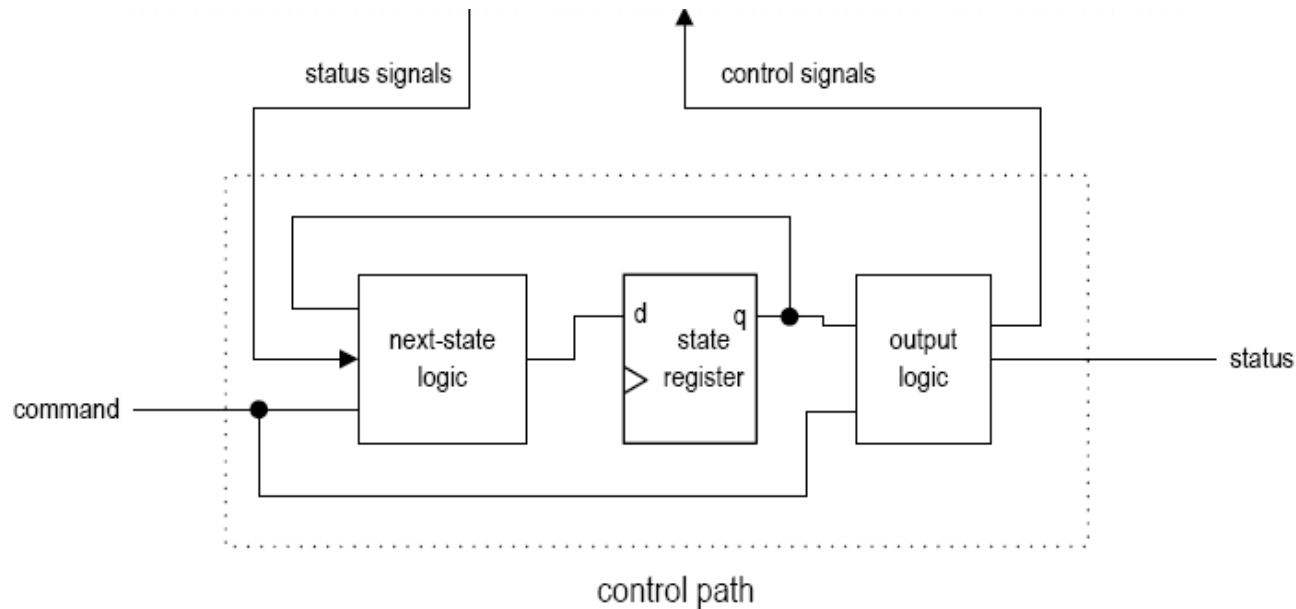 status signals
control signals
next-state
logic
d
q
state
register
output
logic
status
command
control path